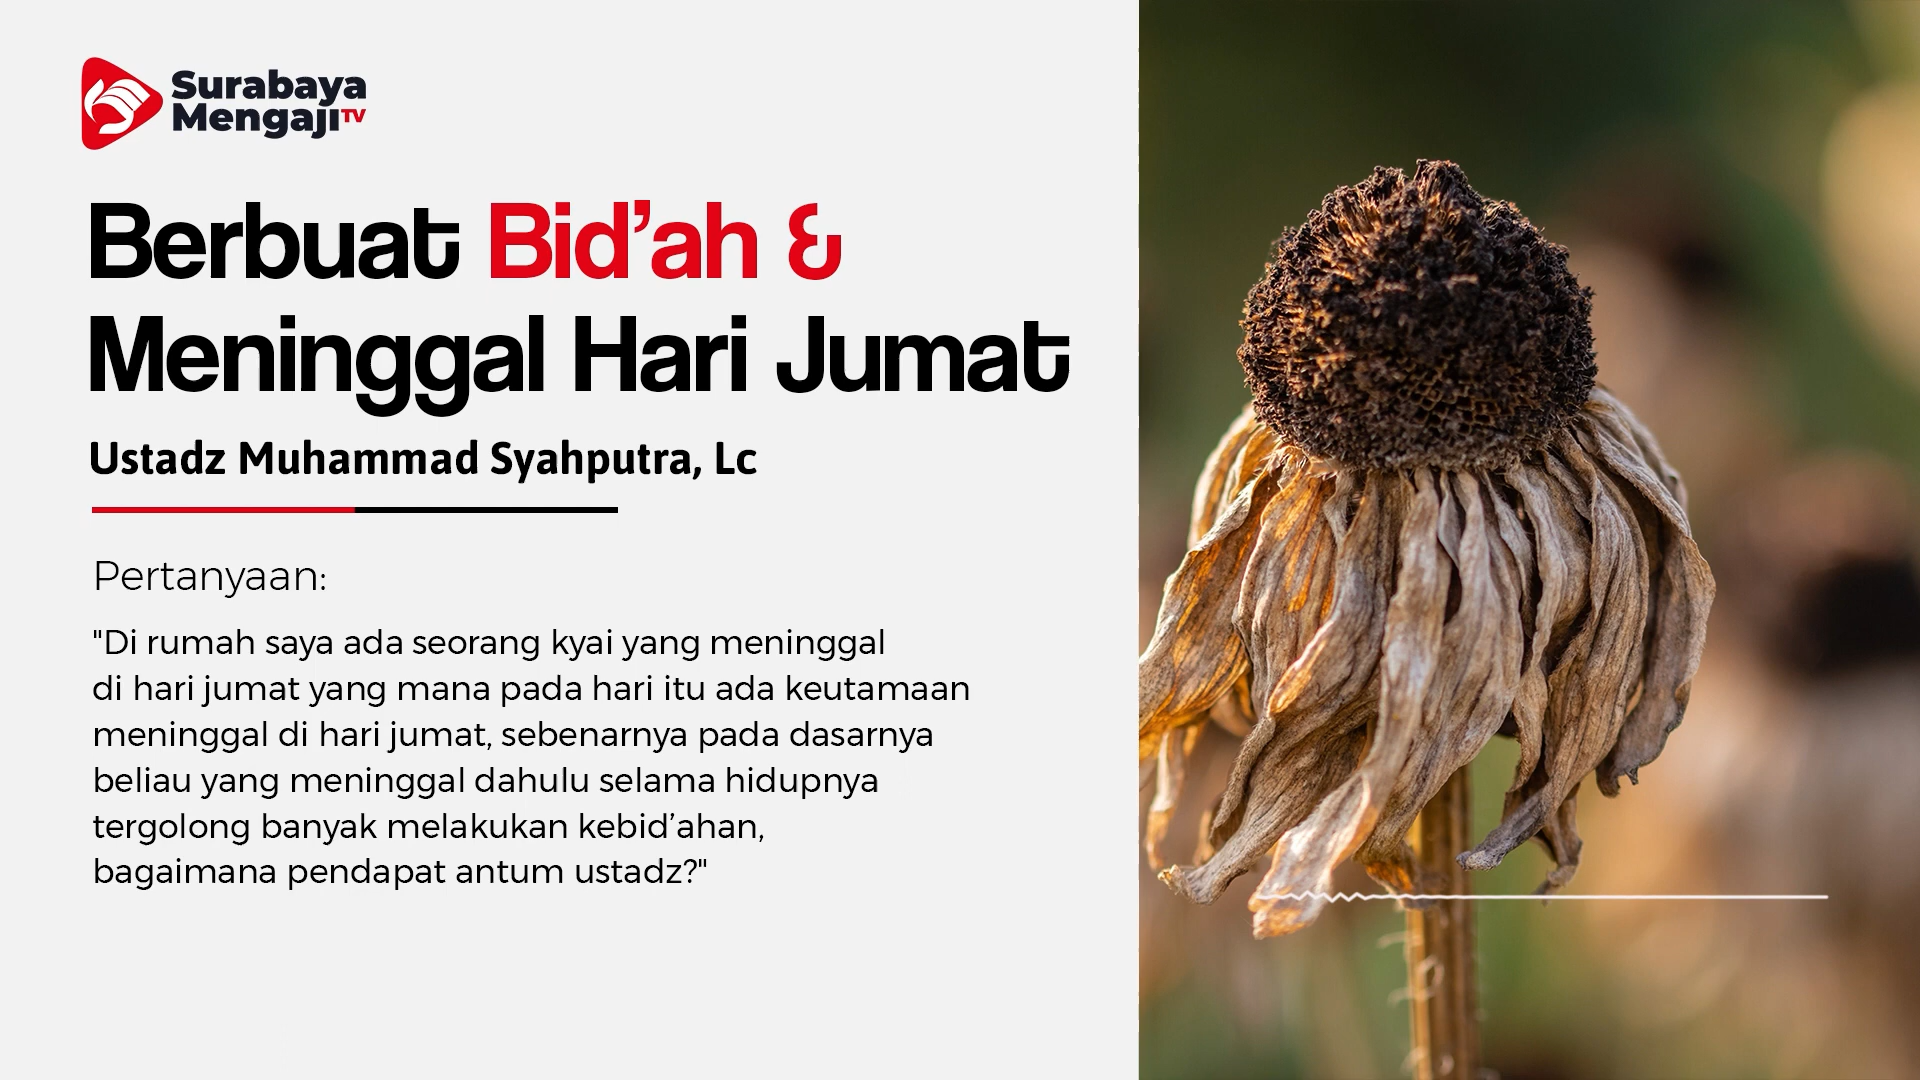 Surabaya
MengajiTV
Berbuat Bid’ah &
Meninggal Hari Jumat
Ustadz Muhammad Syahputra, Lc
Pertanyaan:
"Di rumah saya ada seorang kyai yang meninggal
di hari jumat yang mana pada hari itu ada keutamaan
meninggal di hari jumat, sebenarnya pada dasarnya
beliau yang meninggal dahulu selama hidupnya
tergolong banyak melakukan kebid’ahan,
bagaimana pendapat antum ustadz?"